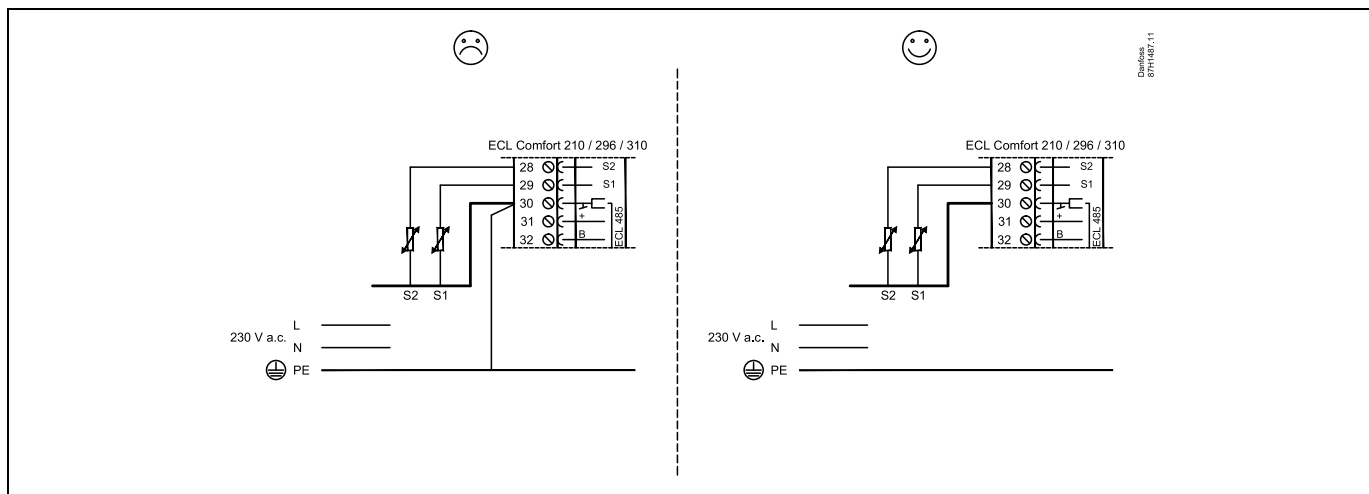 Danfoss
87H1487.11
ECL Comfort 210 / 296 / 310
28 S2
29 S1
30
31 +
32 B
ECL 485
S2 S1
L
230 V a.c.
N
PE
ECL Comfort 210 / 296 / 310
28 S2
29 S1
30
31 +
32 B
ECL 485
S2 S1
L
230 V a.c.
N
PE